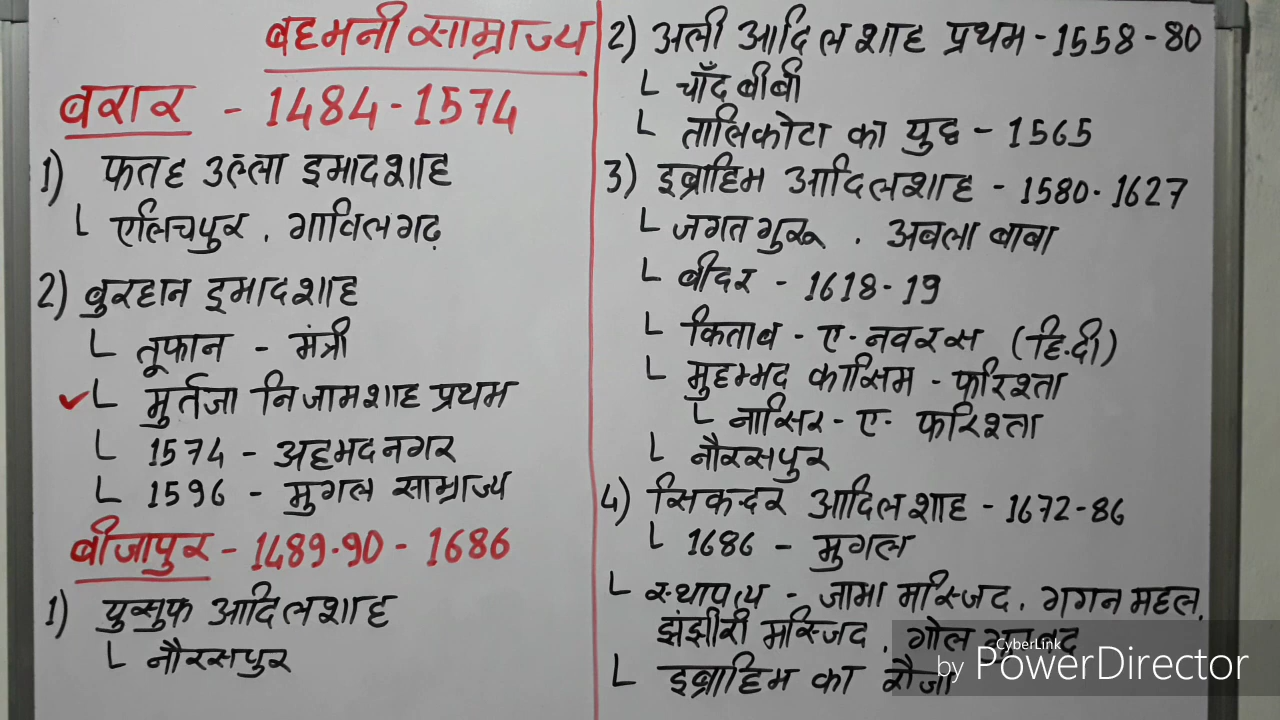 बहमनी साम्राज्य
बरार - 1484-1574
1) फतह उल्ला इमादशाह
└ एलिचपुर. गाविलगढ़
2) बुरहान इमादशाह
└ तूफान - मंत्री
✓└ मुर्तजा निजामशाह प्रथम
└ 1574 - अहमदनगर
└ 1596 - मुगल साम्राज्य
बीजापुर - 1489-90 - 1686
1) युसुफ आदिलशाह
└ नौरसपुर
2) अली आदिलशाह प्रथम - 1558-80
└ चाँद बीबी
└ तालिकोटा का युद्ध - 1565
3) इब्राहिम आदिलशाह - 1580-1627
└ जगतगुरू. अबला बाबा
└ बीदर - 1618-19
└ किताब-ए-नवरस (हिन्दी)
└ मुहम्मद कासिम - फरिश्ता
└ नासिर-ए-फरिश्ता
└ नौरसपुर
4) सिकन्दर आदिलशाह - 1672-86
└ 1686 - मुगल
└ स्थापत्य - जामा मस्जिद. गगन महल.
झंझीरी मस्जिद. गोल गुम्बद
└ इब्राहिम का रौजा
CyberLink
by PowerDirector